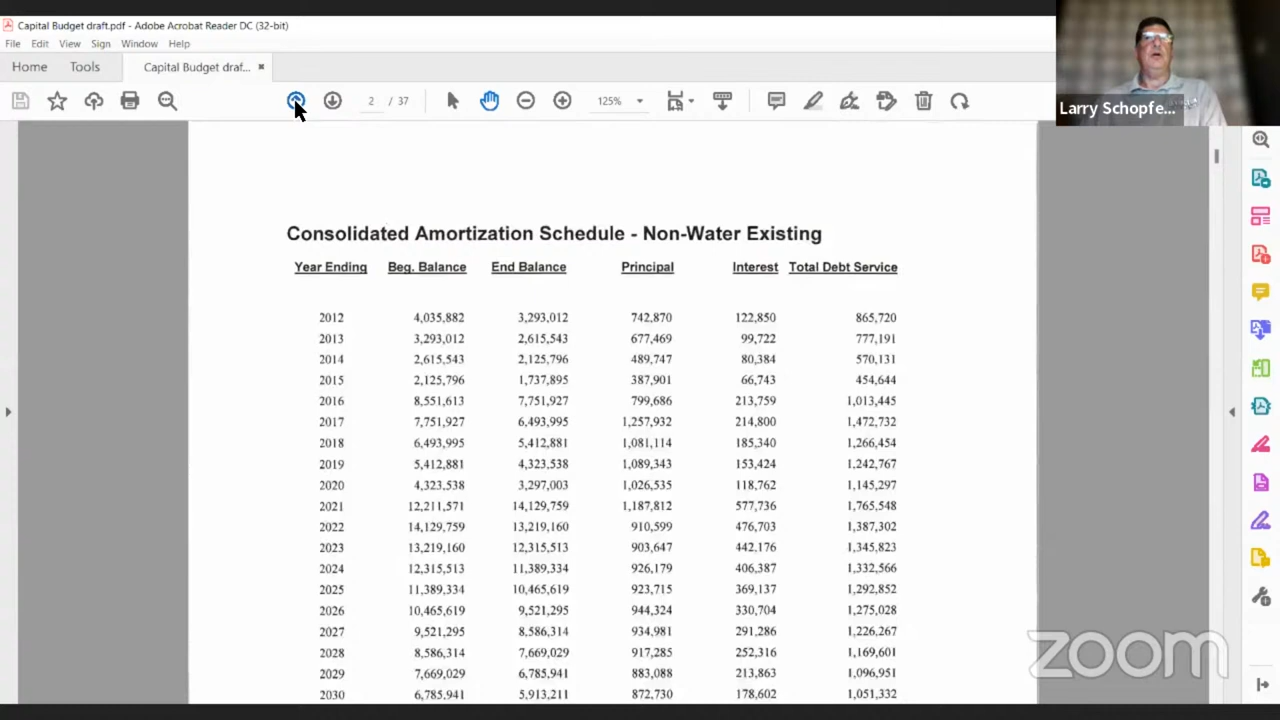 Capital Budget draft.pdf - Adobe Acrobat Reader DC (32-bit)
File Edit View Sign Window Help
Home Tools Capital Budget draf... ×
2 / 37 125%
Larry Schopfe...
Consolidated Amortization Schedule - Non-Water Existing
Year Ending Beg. Balance End Balance Principal Interest Total Debt Service
2012 4,035,882 3,293,012 742,870 122,850 865,720
2013 3,293,012 2,615,543 677,469 99,722 777,191
2014 2,615,543 2,125,796 489,747 80,384 570,131
2015 2,125,796 1,737,895 387,901 66,743 454,644
2016 8,551,613 7,751,927 799,686 213,759 1,013,445
2017 7,751,927 6,493,995 1,257,932 214,800 1,472,732
2018 6,493,995 5,412,881 1,081,114 185,340 1,266,454
2019 5,412,881 4,323,538 1,089,343 153,424 1,242,767
2020 4,323,538 3,297,003 1,026,535 118,762 1,145,297
2021 12,211,571 14,129,759 1,187,812 577,736 1,765,548
2022 14,129,759 13,219,160 910,599 476,703 1,387,302
2023 13,219,160 12,315,513 903,647 442,176 1,345,823
2024 12,315,513 11,389,334 926,179 406,387 1,332,566
2025 11,389,334 10,465,619 923,715 369,137 1,292,852
2026 10,465,619 9,521,295 944,324 330,704 1,275,028
2027 9,521,295 8,586,314 934,981 291,286 1,226,267
2028 8,586,314 7,669,029 917,285 252,316 1,169,601
2029 7,669,029 6,785,941 883,088 213,863 1,096,951
2030 6,785,941 5,913,211 872,730 178,602 1,051,332
zoom